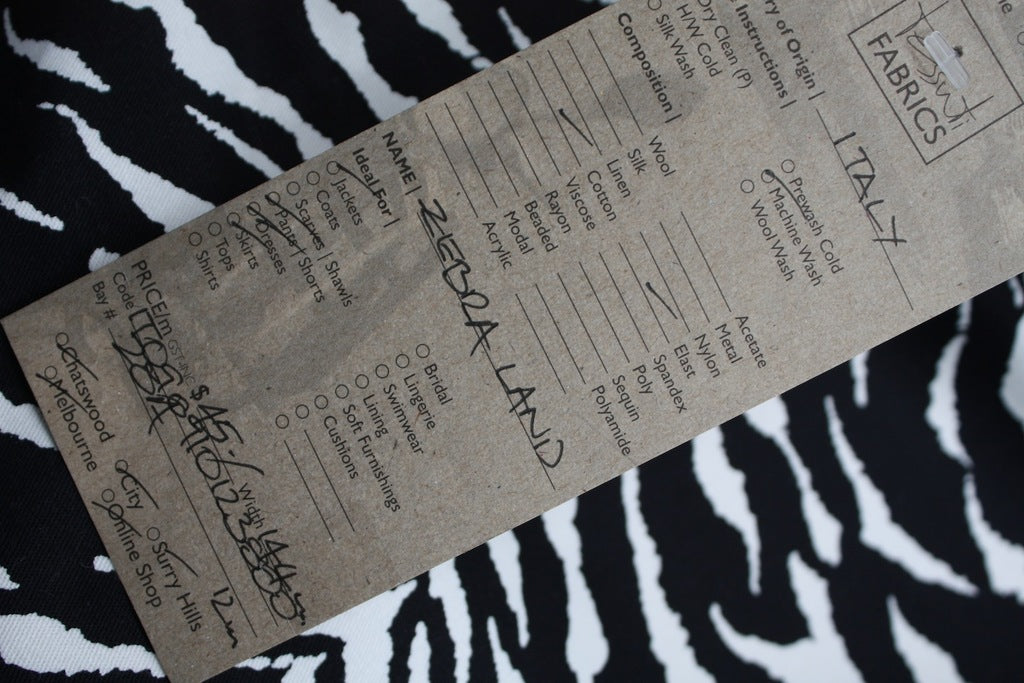 Tessuti
FABRICS
ry of Origin | ITALY
Instructions |
Dry Clean (P)
H/W Cold
Silk Wash
Prewash Cold
Machine Wash
Wool Wash
Composition |
Wool
Silk
Linen
Cotton
Viscose
Rayon
Beaded
Modal
Acrylic
Acetate
Metal
Nylon
Elast
Spandex
Poly
Sequin
Polyamide
NAME | ZEBRA LAND
Ideal For |
Jackets
Coats
Scarves | Shawls
Pants | Shorts
Dresses
Skirts
Tops
Shirts
Bridal
Lingerie
Swimwear
Lining
Soft Furnishings
Cushions
PRICE/m $45 Width 144cm
Code
Bay # 12m
Chatswood
Melbourne
City
Online Shop
Surry Hills